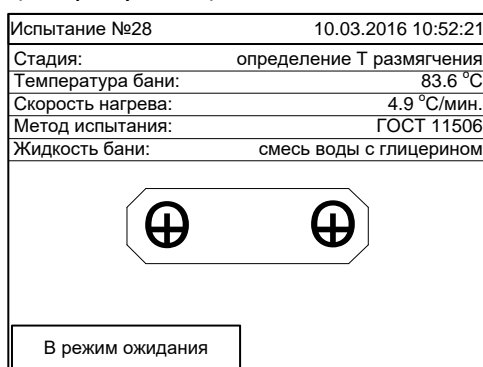 Испытание №28 10.03.2016 10:52:21
Стадия: определение Т размягчения
Температура бани: 83.6 °С
Скорость нагрева: 4.9 °С/мин.
Метод испытания: ГОСТ 11506
Жидкость бани: смесь воды с глицерином
В режим ожидания